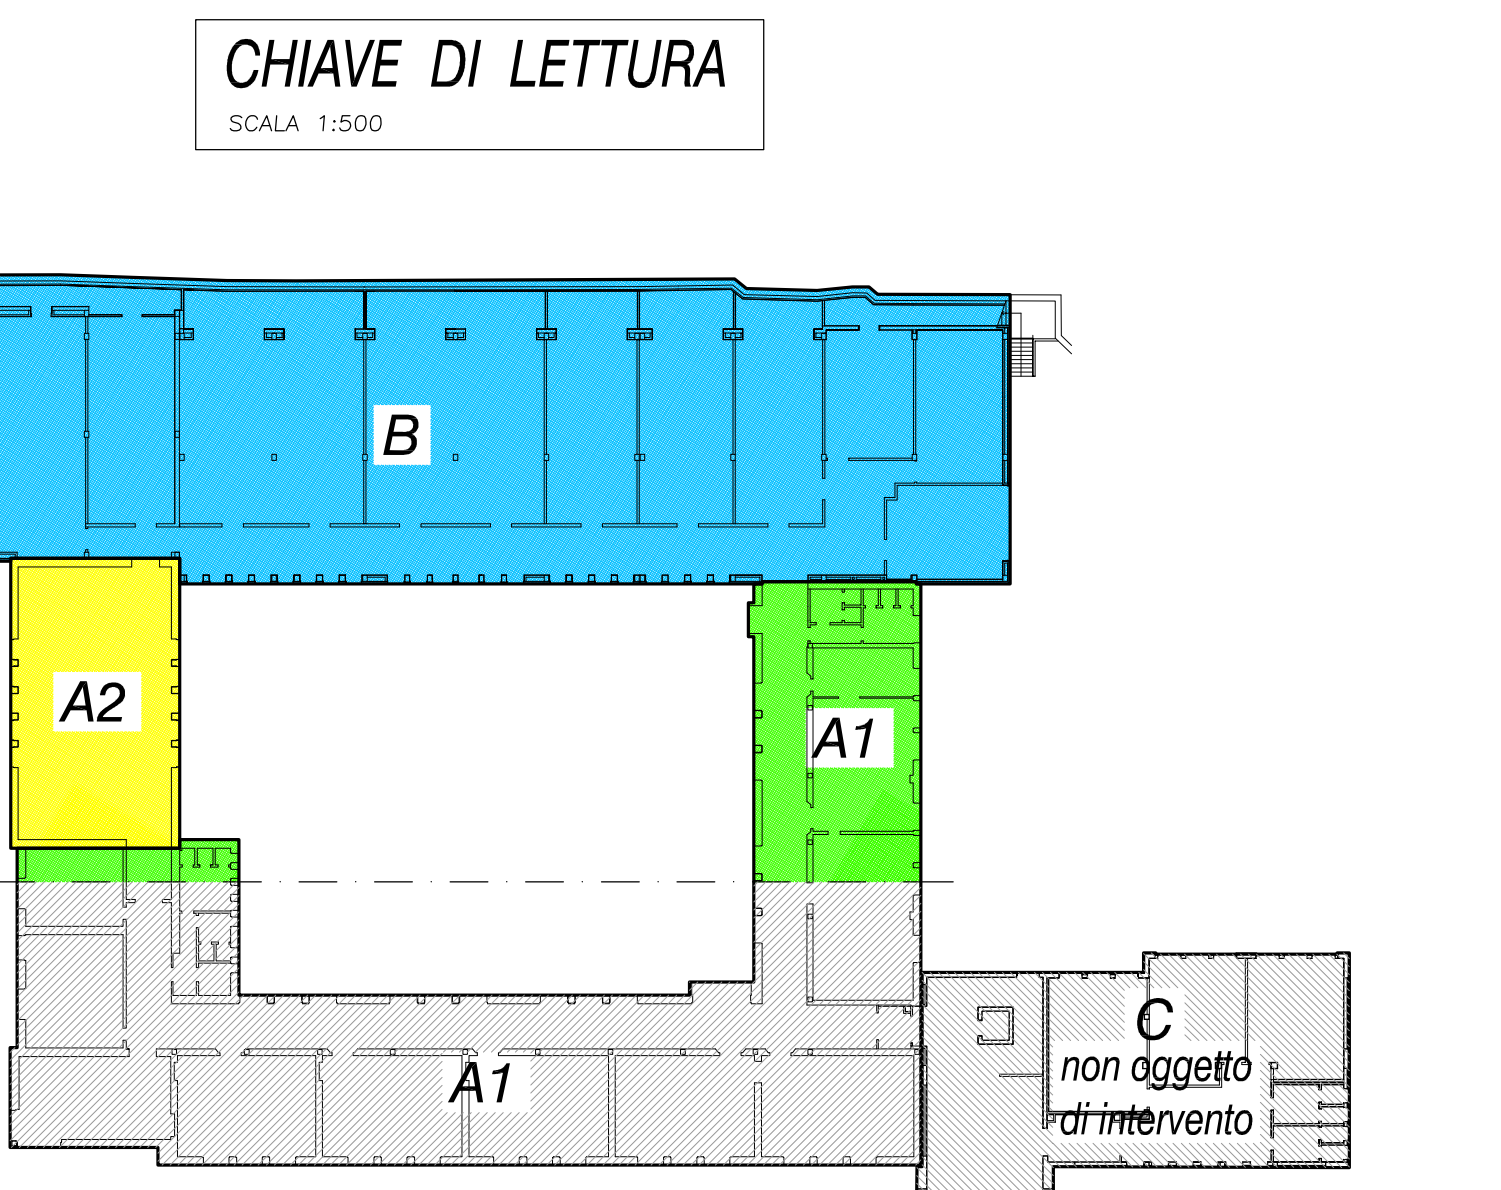 CHIAVE DI LETTURA
SCALA 1:500
B
A2
A1
C
non oggetto
di intervento
A1